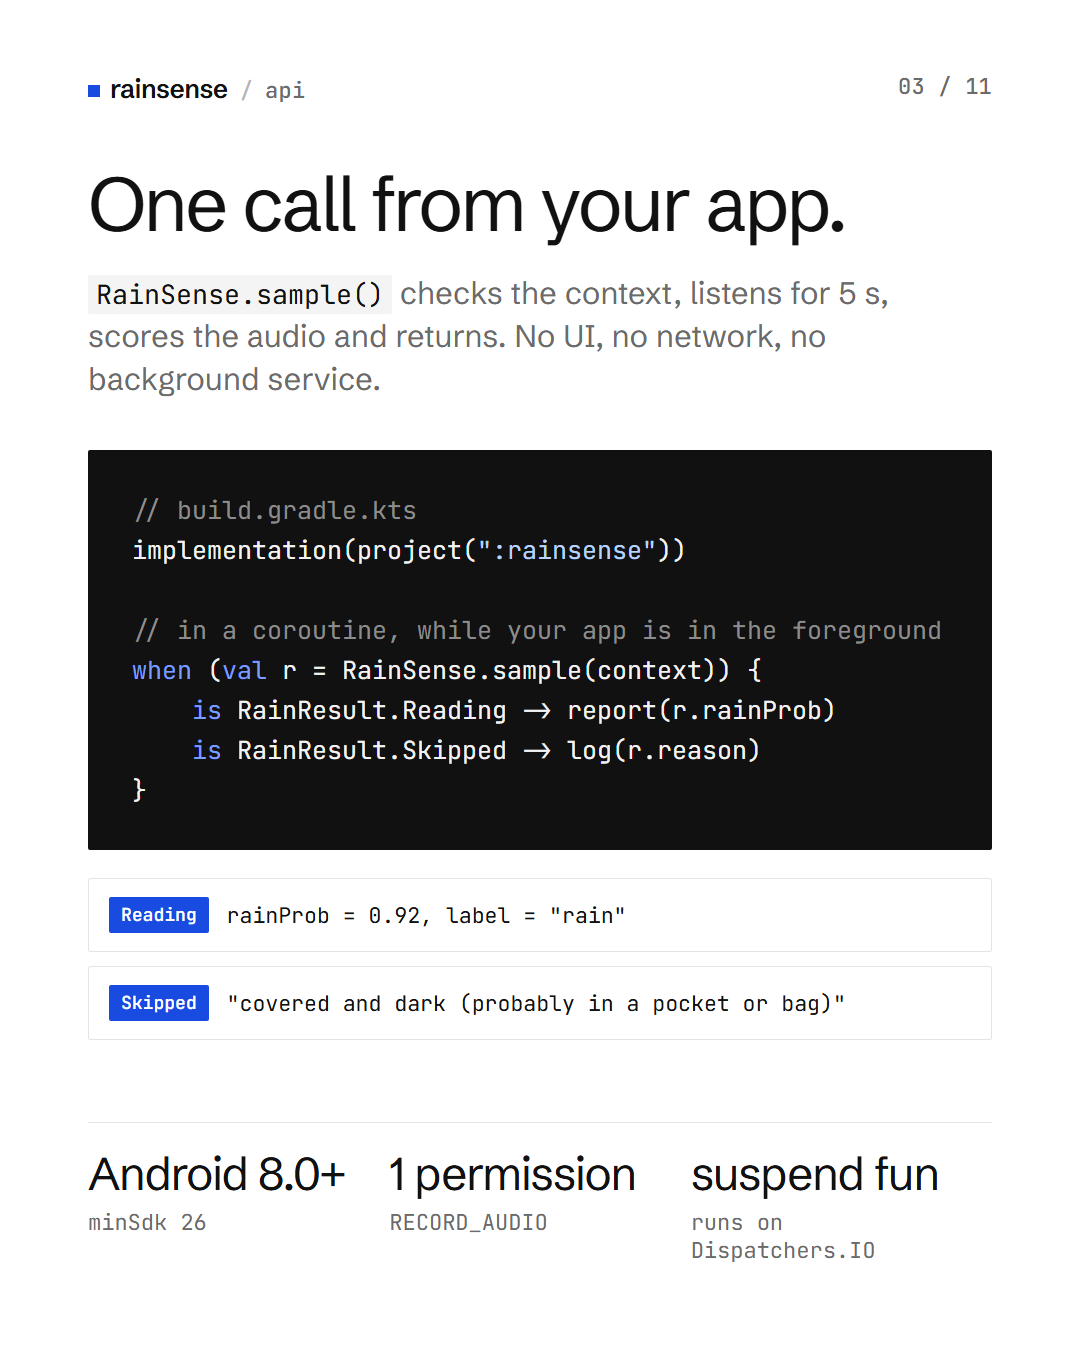 rainsense / api
03 / 11
One call from your app.
RainSense.sample() checks the context, listens for 5 s,
scores the audio and returns. No UI, no network, no
background service.
// build.gradle.kts
implementation(project(":rainsense"))
// in a coroutine, while your app is in the foreground
when (val r = RainSense.sample(context)) {
    is RainResult.Reading -> report(r.rainProb)
    is RainResult.Skipped -> log(r.reason)
}
Reading rainProb = 0.92, label = "rain"
Skipped "covered and dark (probably in a pocket or bag)"
Android 8.0+
minSdk 26
1 permission
RECORD_AUDIO
suspend fun
runs on
Dispatchers.IO